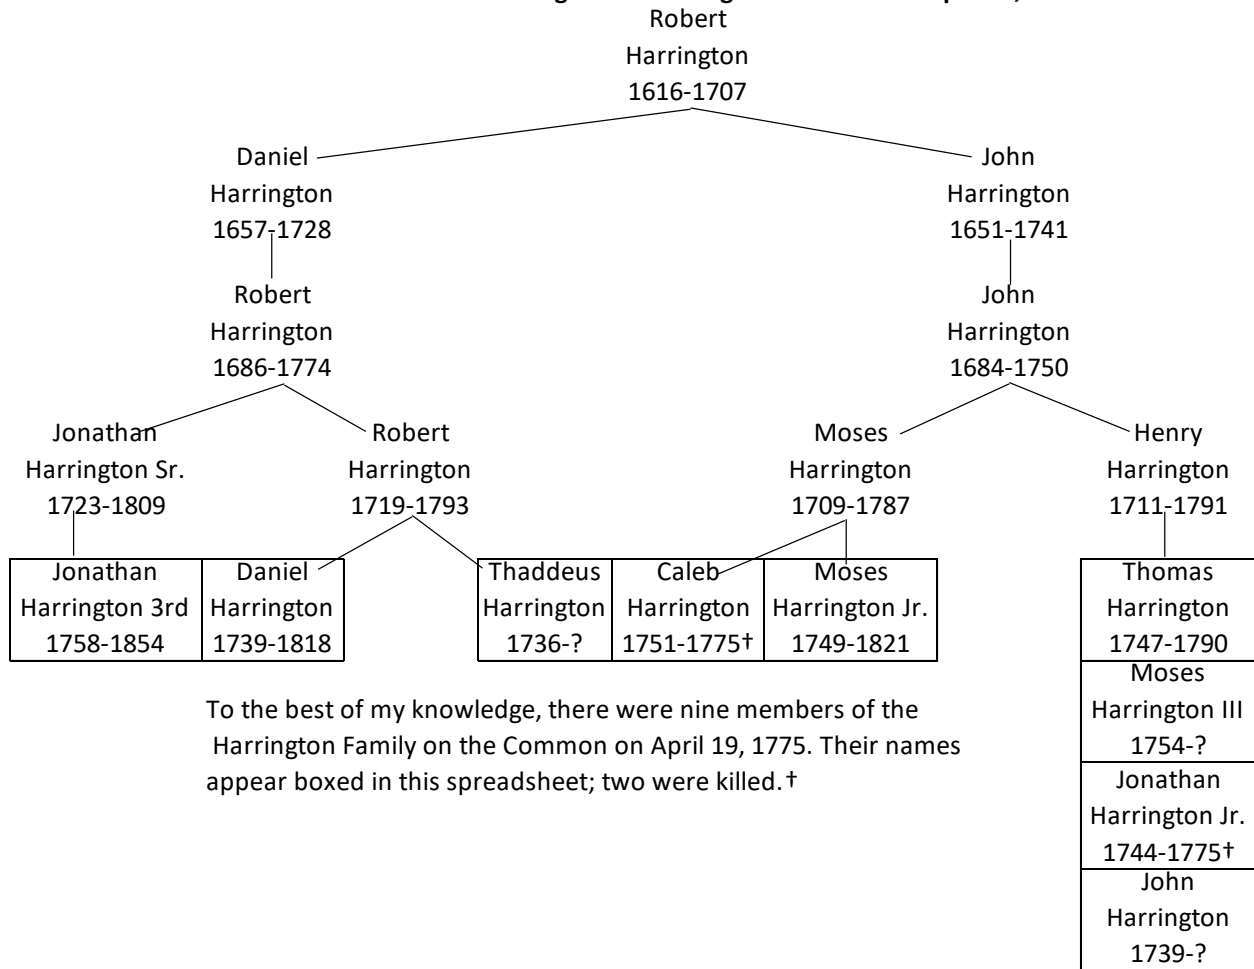 Robert
Harrington
1616-1707
Daniel
Harrington
1657-1728
John
Harrington
1651-1741
Robert
Harrington
1686-1774
John
Harrington
1684-1750
Jonathan
Harrington Sr.
1723-1809
Robert
Harrington
1719-1793
Moses
Harrington
1709-1787
Henry
Harrington
1711-1791
Jonathan
Harrington 3rd
1758-1854
Daniel
Harrington
1739-1818
Thaddeus
Harrington
1736-?
Caleb
Harrington
1751-1775†
Moses
Harrington Jr.
1749-1821
Thomas
Harrington
1747-1790
Moses
Harrington III
1754-?
Jonathan
Harrington Jr.
1744-1775†
John
Harrington
1739-?
To the best of my knowledge, there were nine members of the
Harrington Family on the Common on April 19, 1775. Their names
appear boxed in this spreadsheet; two were killed.†